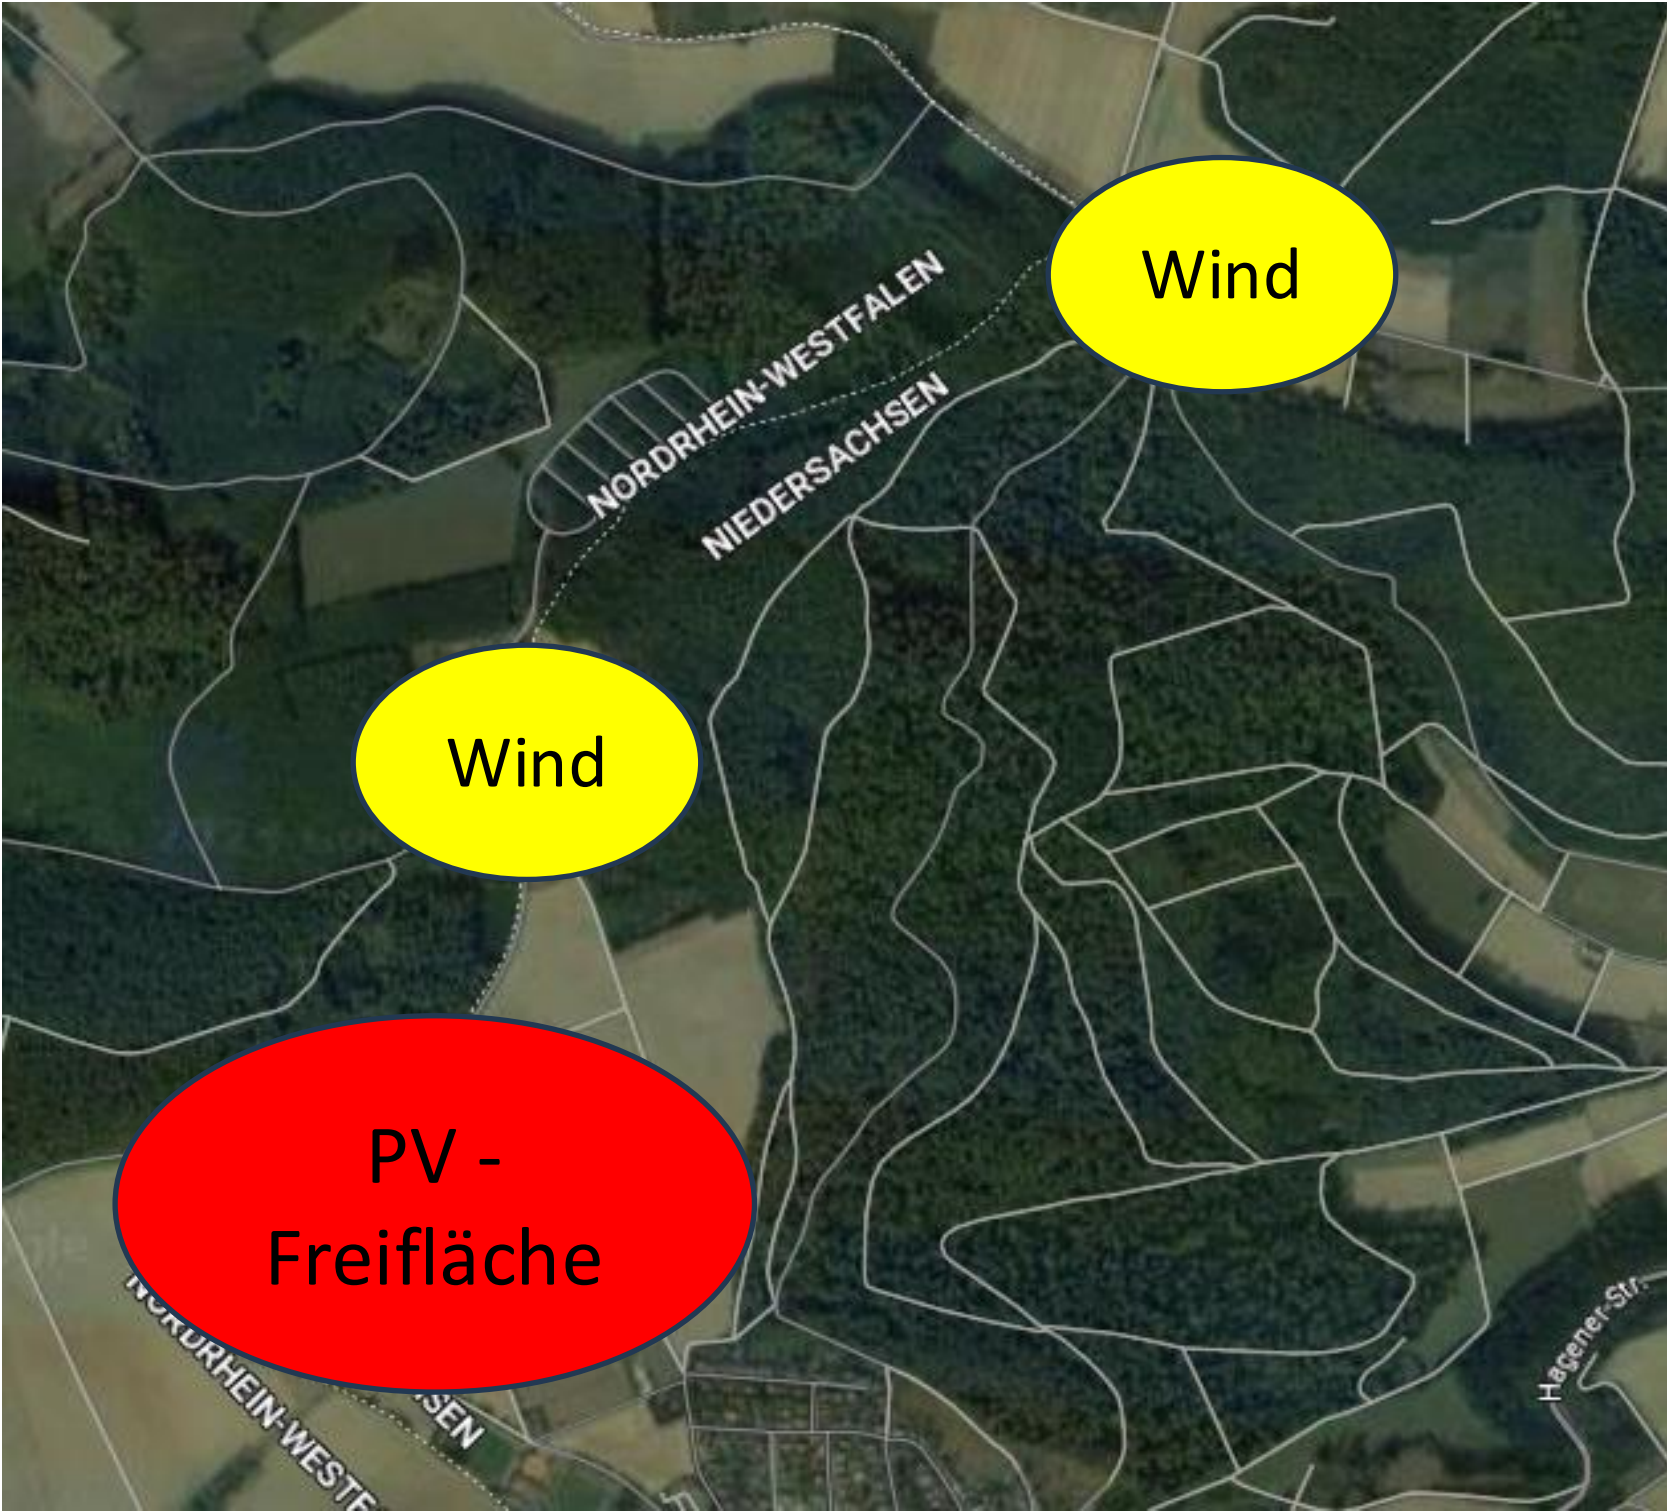 Wind
NORDRHEIN-WESTFALEN
NIEDERSACHSEN
Wind
PV -
Freifläche
Hagener-Str.